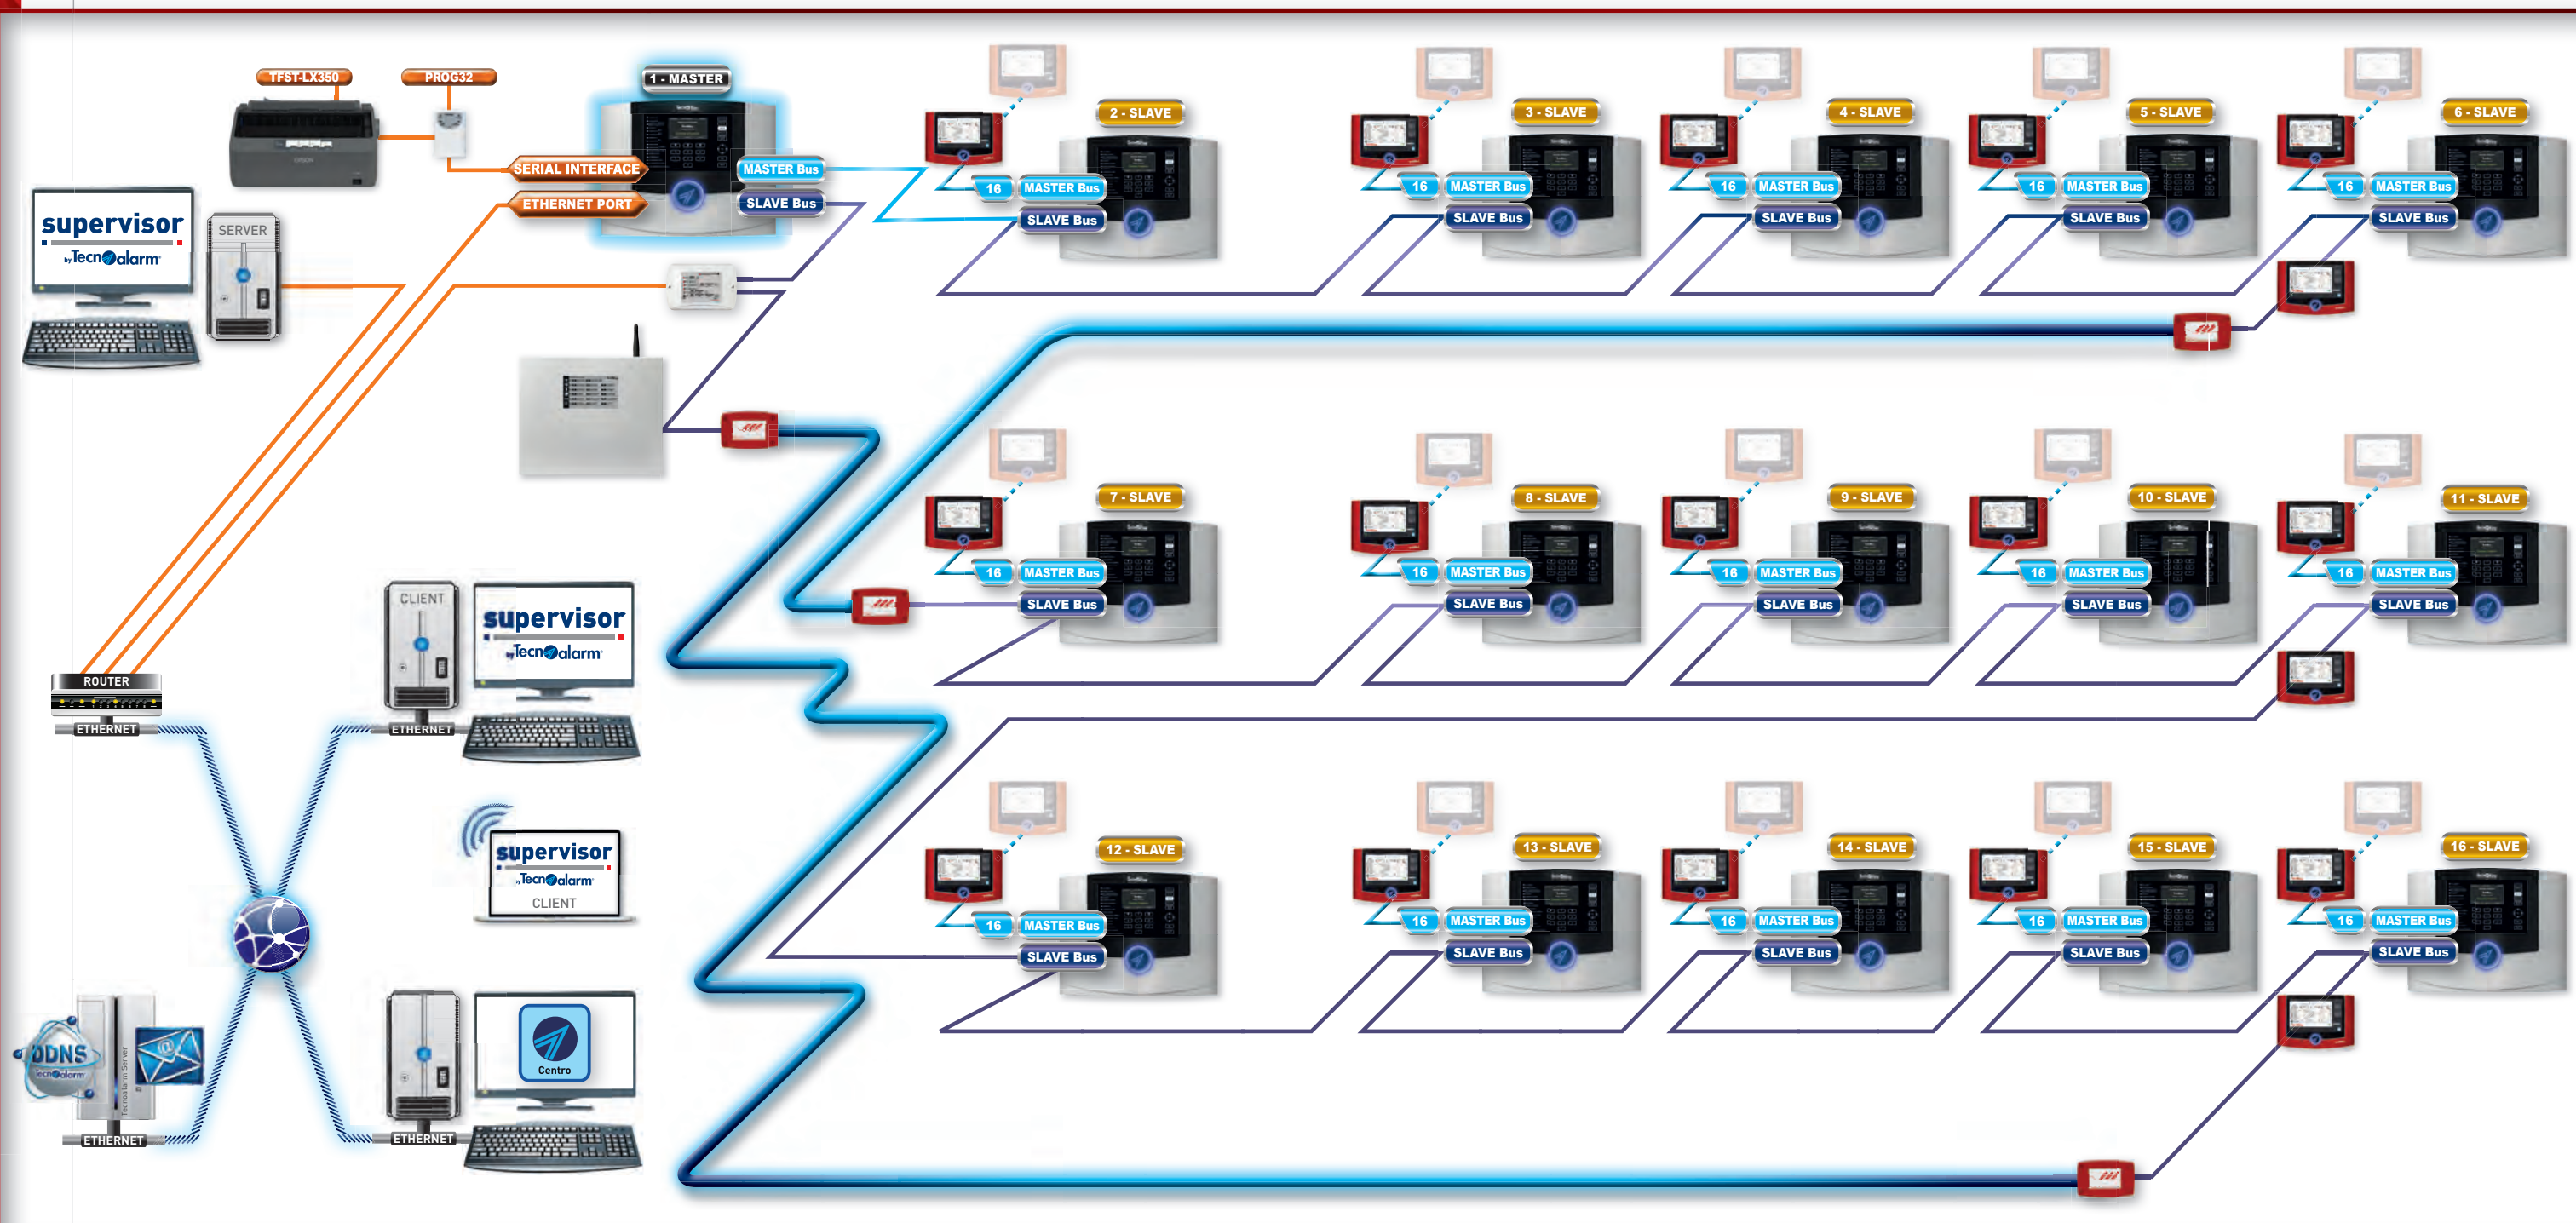 TFST-LX350
PROG32
1 - MASTER
SERIAL INTERFACE
ETHERNET PORT
MASTER Bus
SLAVE Bus
EPSON
supervisor
by Tecnoalarm
SERVER
2 - SLAVE
16
MASTER Bus
SLAVE Bus
3 - SLAVE
16
MASTER Bus
SLAVE Bus
4 - SLAVE
16
MASTER Bus
SLAVE Bus
5 - SLAVE
16
MASTER Bus
SLAVE Bus
6 - SLAVE
16
MASTER Bus
SLAVE Bus
7 - SLAVE
16
MASTER Bus
SLAVE Bus
8 - SLAVE
16
MASTER Bus
SLAVE Bus
9 - SLAVE
16
MASTER Bus
SLAVE Bus
10 - SLAVE
16
MASTER Bus
SLAVE Bus
11 - SLAVE
16
MASTER Bus
SLAVE Bus
ROUTER
ETHERNET
CLIENT
ETHERNET
supervisor
by Tecnoalarm
supervisor
by Tecnoalarm
CLIENT
12 - SLAVE
16
MASTER Bus
SLAVE Bus
13 - SLAVE
16
MASTER Bus
SLAVE Bus
14 - SLAVE
16
MASTER Bus
SLAVE Bus
15 - SLAVE
16
MASTER Bus
SLAVE Bus
16 - SLAVE
16
MASTER Bus
SLAVE Bus
DDNS
Tecnoalarm
Tecnoalarm Server
@
ETHERNET
Centro
ETHERNET